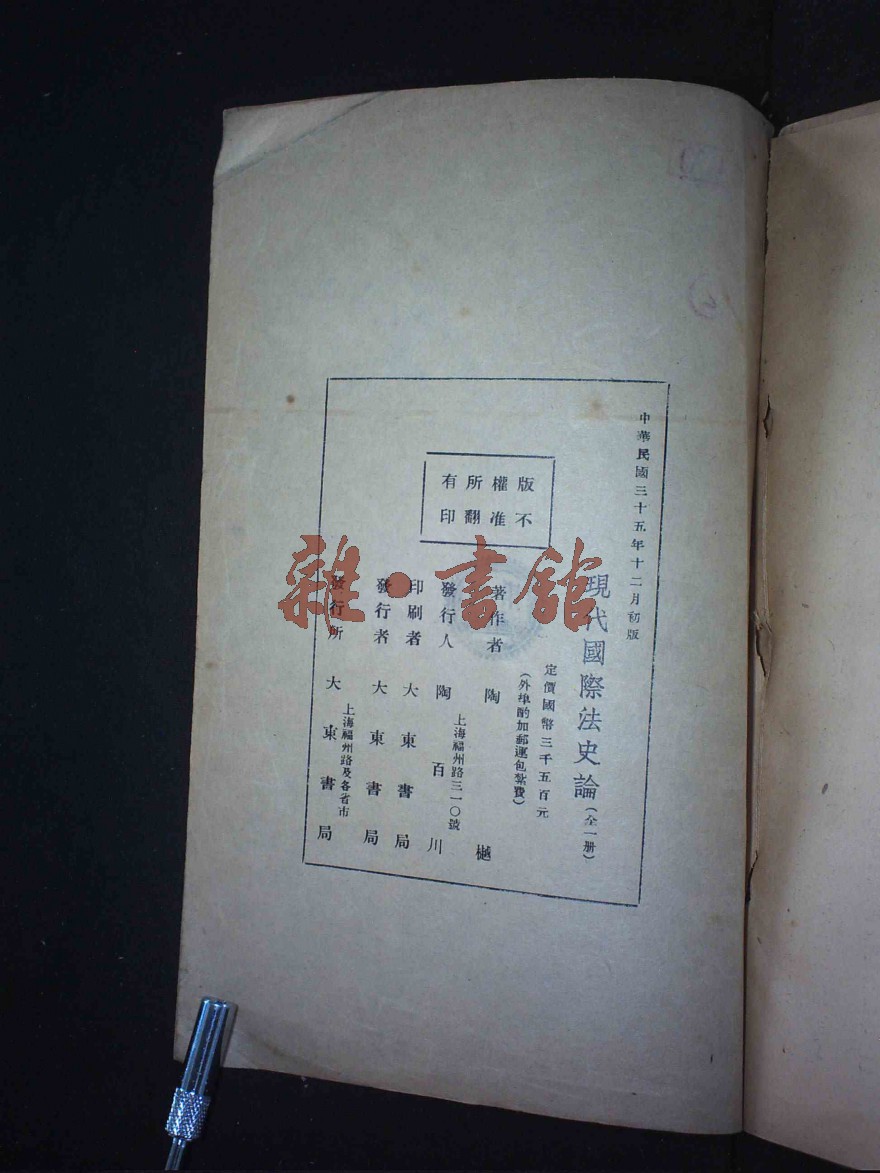 中華民國三十五年十二月初版
現代國際法史論(全一册)
定價國幣三千五百元
(外埠酌加郵運包紮費)
版權所有
不准翻印
著作者 陶樾
上海福州路三一〇號
發行人 陶百川
印刷者 大東書局
發行者 大東書局
上海福州路及各省市
發行所 大東書局
雜·書館